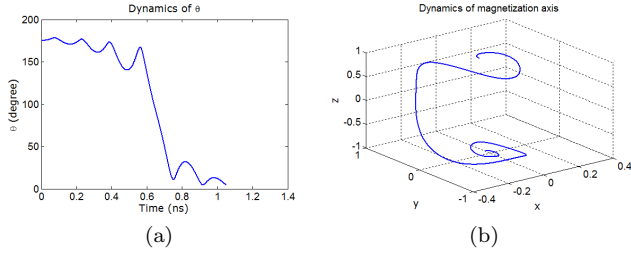 Dynamics of θ
200
150
100
50
0
θ (degree)
0 0.2 0.4 0.6 0.8 1 1.2 1.4
Time (ns)
(a)
Dynamics of magnetization axis
1
0.5
0
-0.5
-1
z
1
0
-1
y
-0.4 -0.2 0 0.2 0.4
x
(b)